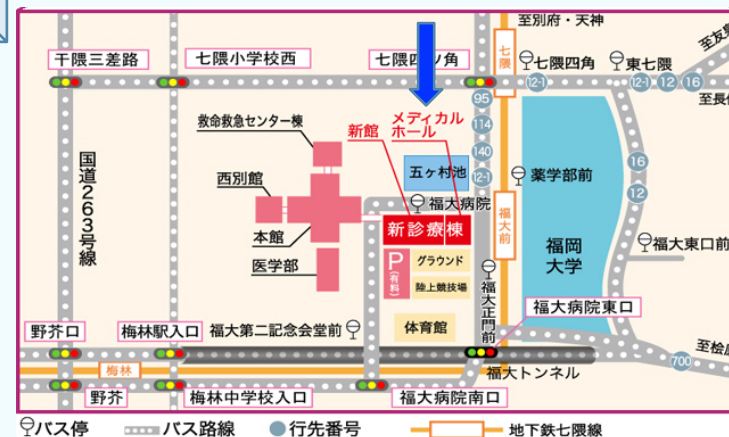 至別府・天神
至友
干隈三差路
七隈小学校西
七隈四ツ角
七隈
七隈四角
東七隈
12-1
12-1
12
16
至長
95
メディカル
ホール
新館
救命救急センター棟
114
140
12-1
五ヶ村池
国道263号線
西別館
本館
医学部
福大病院
新診療棟
P
(有料)
グラウンド
陸上競技場
体育館
薬学部前
福大前
福岡
大学
16
12
福大東口前
福大正門前
福大病院東口
野芥口
梅林駅入口
福大第二記念会堂前
至桧
700
梅林
福大トンネル
野芥
梅林中学校入口
福大病院南口
バス停
バス路線
行先番号
地下鉄七隈線